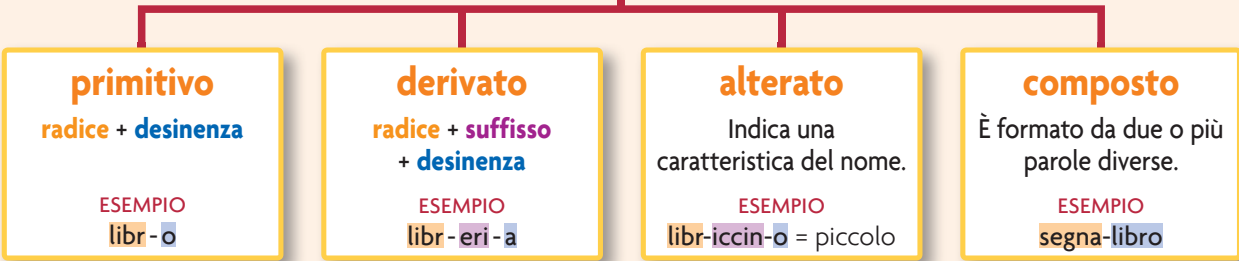 primitivo
radice + desinenza
ESEMPIO
libr-o
derivato
radice + suffisso
+ desinenza
ESEMPIO
libr-eri-a
alterato
Indica una
caratteristica del nome.
ESEMPIO
libr-iccin-o = piccolo
composto
È formato da due o più
parole diverse.
ESEMPIO
segna-libro